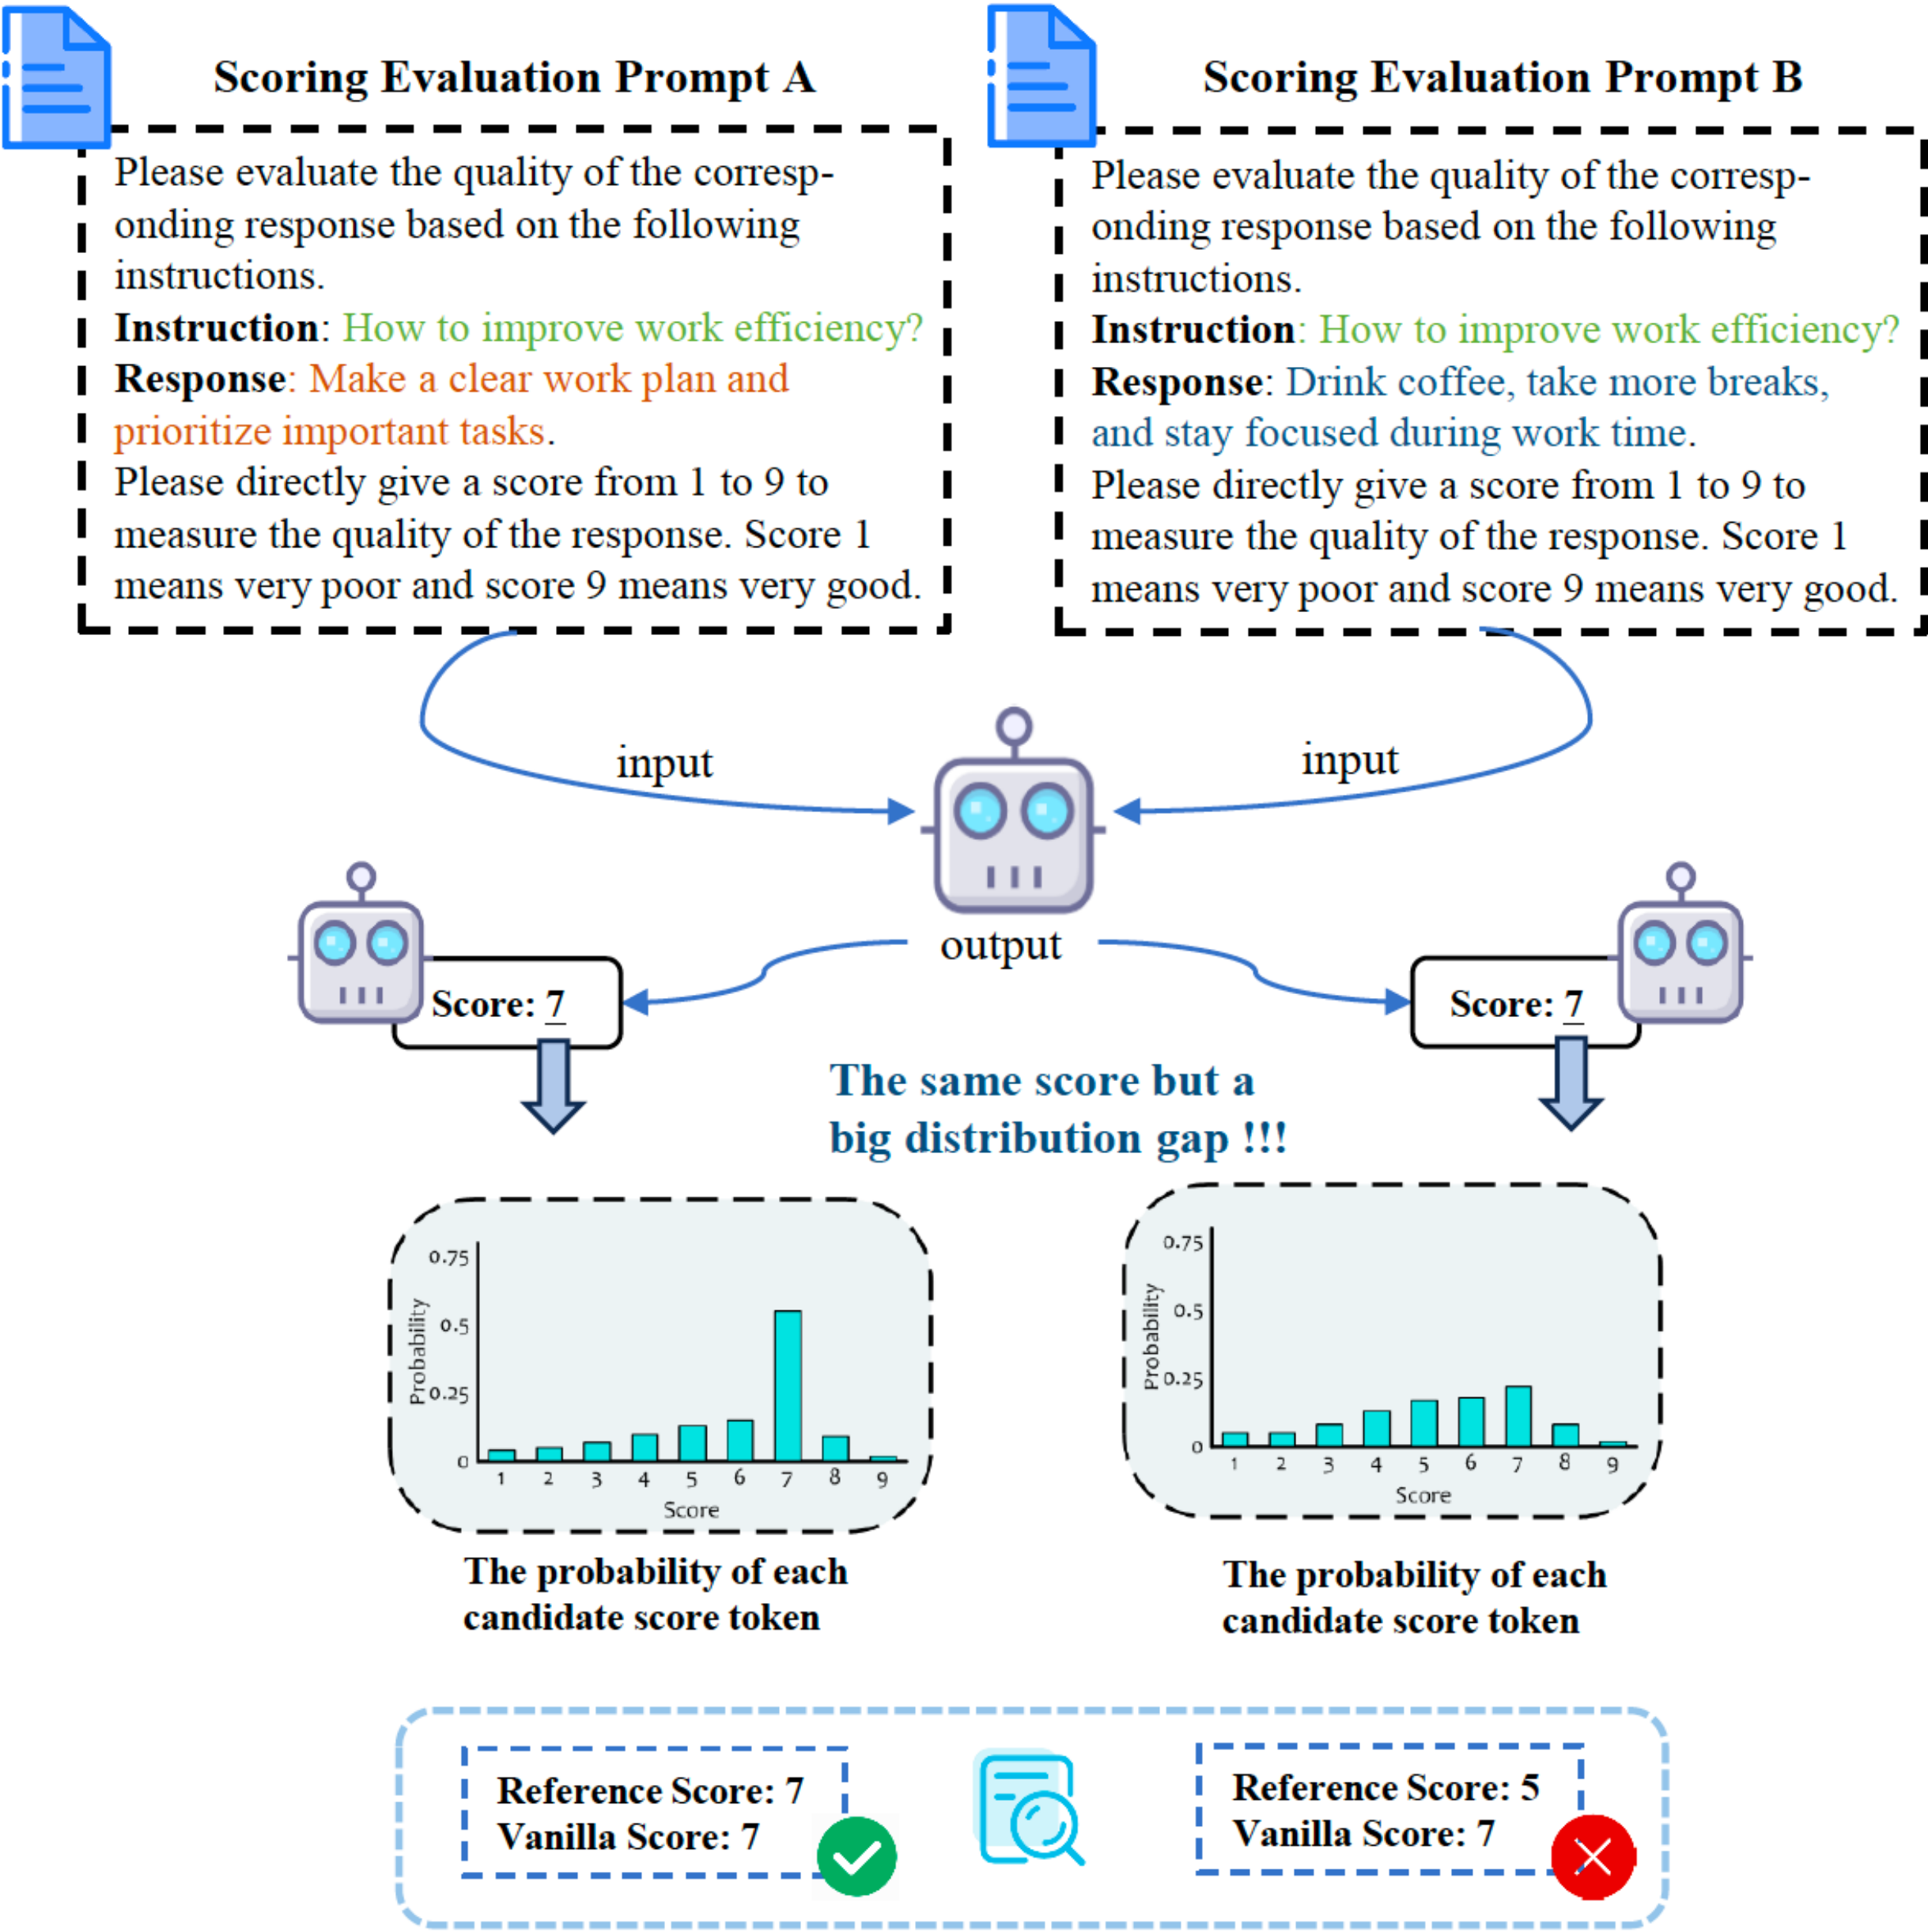 Scoring Evaluation Prompt A
Please evaluate the quality of the corresp-
onding response based on the following
instructions.
Instruction: How to improve work efficiency?
Response: Make a clear work plan and
prioritize important tasks.
Please directly give a score from 1 to 9 to
measure the quality of the response. Score 1
means very poor and score 9 means very good.
Scoring Evaluation Prompt B
Please evaluate the quality of the corresp-
onding response based on the following
instructions.
Instruction: How to improve work efficiency?
Response: Drink coffee, take more breaks,
and stay focused during work time.
Please directly give a score from 1 to 9 to
measure the quality of the response. Score 1
means very poor and score 9 means very good.
input
input
output
Score: 7
Score: 7
The same score but a
big distribution gap !!!
0.75
0.5
0.25
0
Probability
1 2 3 4 5 6 7 8 9
Score
The probability of each
candidate score token
0.75
0.5
0.25
0
Probability
1 2 3 4 5 6 7 8 9
Score
The probability of each
candidate score token
Reference Score: 7
Vanilla Score: 7
Reference Score: 5
Vanilla Score: 7